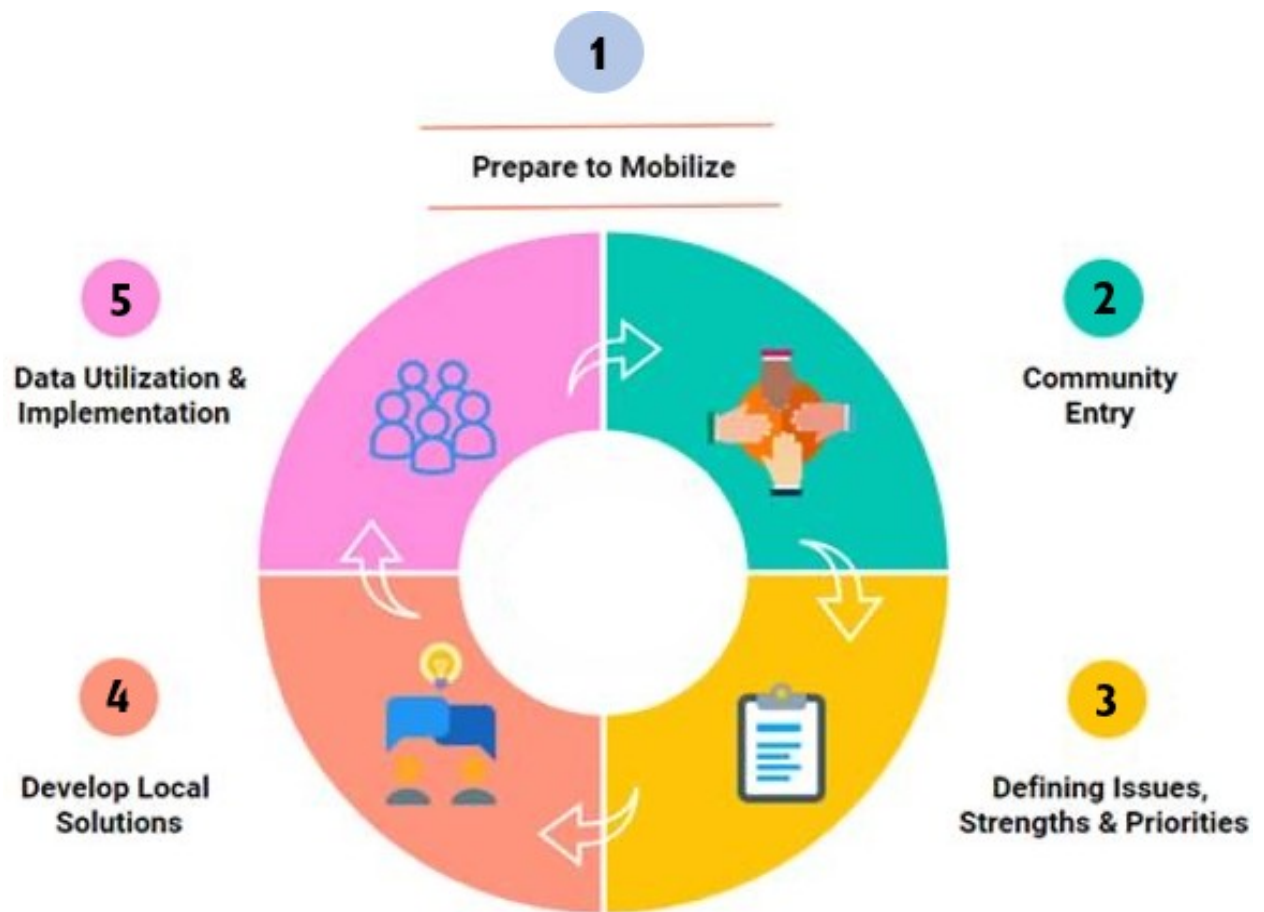 1
Prepare to Mobilize
2
Community
Entry
3
Defining Issues,
Strengths & Priorities
4
Develop Local
Solutions
5
Data Utilization &
Implementation